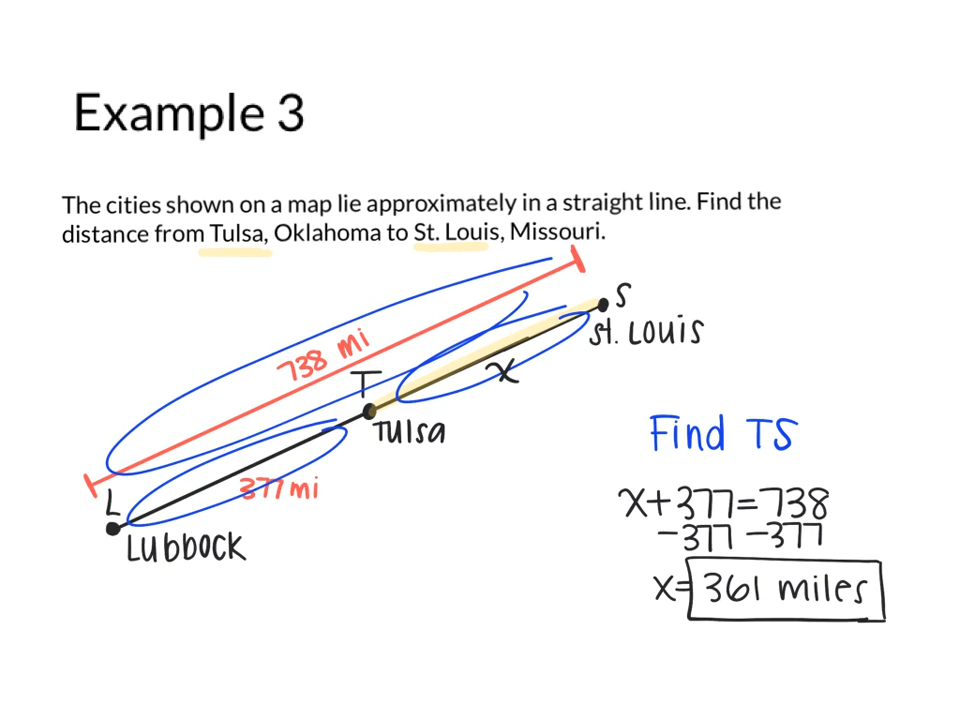 Example 3
The cities shown on a map lie approximately in a straight line. Find the
distance from Tulsa, Oklahoma to St. Louis, Missouri.
S
St. Louis
738 mi
T
x
Tulsa
377 mi
L
Lubbock
Find TS
x+377=738
-377 -377
x= 361 miles